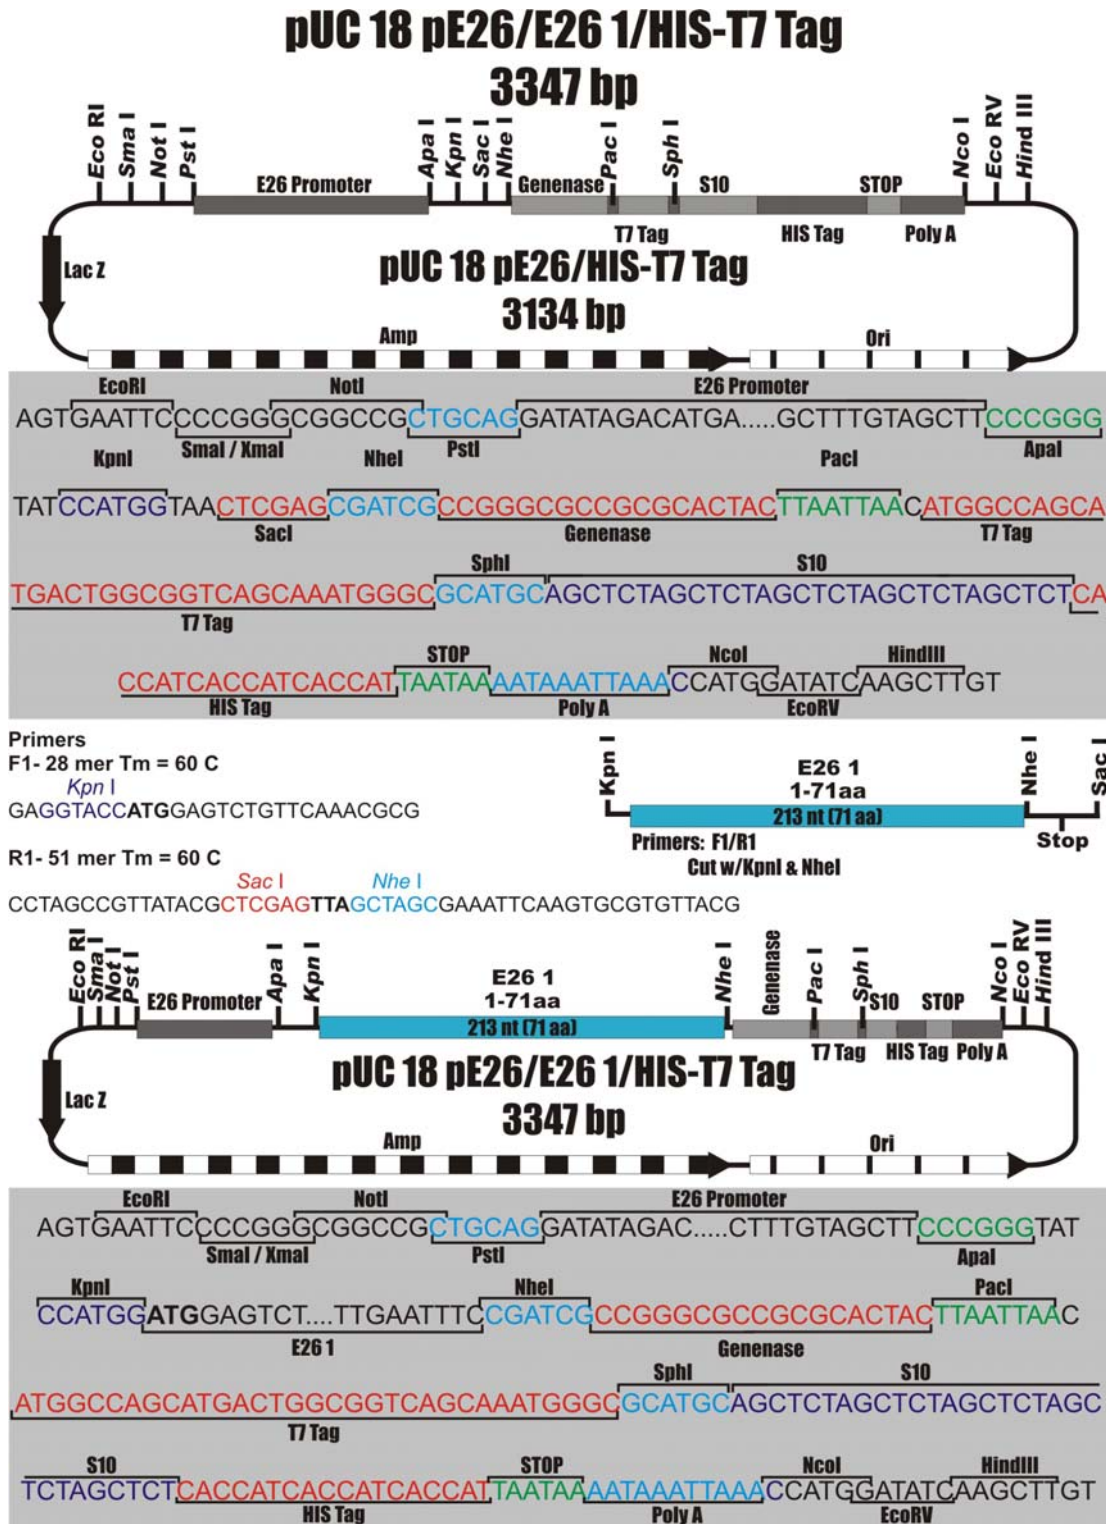 pUC 18 pE26/E26 1/HIS-T7 Tag
3347 bp
Eco RI Sma I Not I Pst I Apa I Kpn I Sac I Nhe I Pac I Sph I Nco I Eco RV Hind III
E26 Promoter Genenase S10 STOP
T7 Tag HIS Tag Poly A
Lac Z
pUC 18 pE26/HIS-T7 Tag
3134 bp
Amp Ori
EcoRI NotI E26 Promoter
AGTGAATTCCCCGGGCGGCCGCTGCAGGATATAGACATGA.....GCTTTGTAGCTTCCCGGG
SmaI / XmaI PstI ApaI
KpnI NheI PacI
TATCCATGGTAACTCGAGCGATCGCCGGGCGCCGCGCACTACTTAATTAACATGGCCAGCA
SacI Genenase T7 Tag
SphI S10
TGACTGGCGGTCAGCAAATGGGCGCATGCAGCTCTAGCTCTAGCTCTAGCTCTAGCTCTCA
T7 Tag
STOP NcoI HindIII
CCATCACCATCACCATTAATAAAATAAATTAAACCATGGATATCAAGCTTGT
HIS Tag Poly A EcoRV
Primers
F1- 28 mer Tm = 60 C
Kpn I
GAGGTACCATGGAGTCTGTTCAAACGCG
R1- 51 mer Tm = 60 C
Sac I Nhe I
CCTAGCCGTTATACGCTCGAGTTAGCTAGCGAAATTCAAGTGCGTGTTACG
Kpn I Nhe I Sac I
E26 1
1-71aa
213 nt (71 aa)
Primers: F1/R1 Stop
Cut w/KpnI & NheI
Eco RI Sma I Not I Pst I Apa I Kpn I Nhe I Pac I Sph I Nco I Eco RV Hind III
E26 Promoter E26 1 Genenase S10 STOP
1-71aa
213 nt (71 aa)
T7 Tag HIS Tag Poly A
Lac Z
pUC 18 pE26/E26 1/HIS-T7 Tag
3347 bp
Amp Ori
EcoRI NotI E26 Promoter
AGTGAATTCCCCGGGCGGCCGCTGCAGGATATAGAC.....CTTTGTAGCTTCCCGGGTAT
SmaI / XmaI PstI ApaI
KpnI NheI PacI
CCATGGATGGAGTCT....TTGAATTTCCGATCGCCGGGCGCCGCGCACTACTTAATTAAC
E26 1 Genenase
SphI S10
ATGGCCAGCATGACTGGCGGTCAGCAAATGGGCGCATGCAGCTCTAGCTCTAGCTCTAGC
T7 Tag
S10 STOP NcoI HindIII
TCTAGCTCTCACCATCACCATCACCATTAATAAAATAAATTAAACCATGGATATCAAGCTTGT
HIS Tag Poly A EcoRV